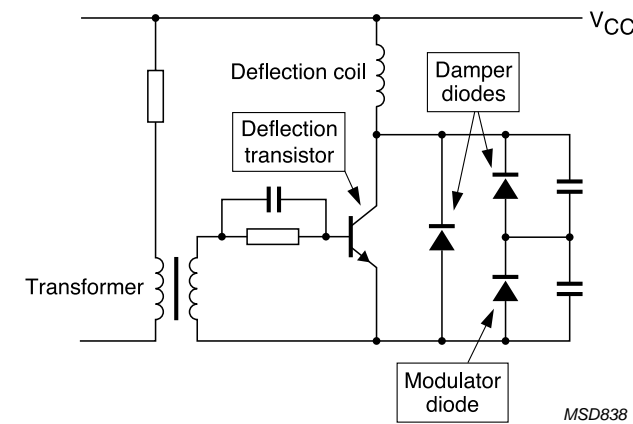 VCC
Deflection coil
Damper
diodes
Deflection
transistor
Transformer
Modulator
diode
MSD838